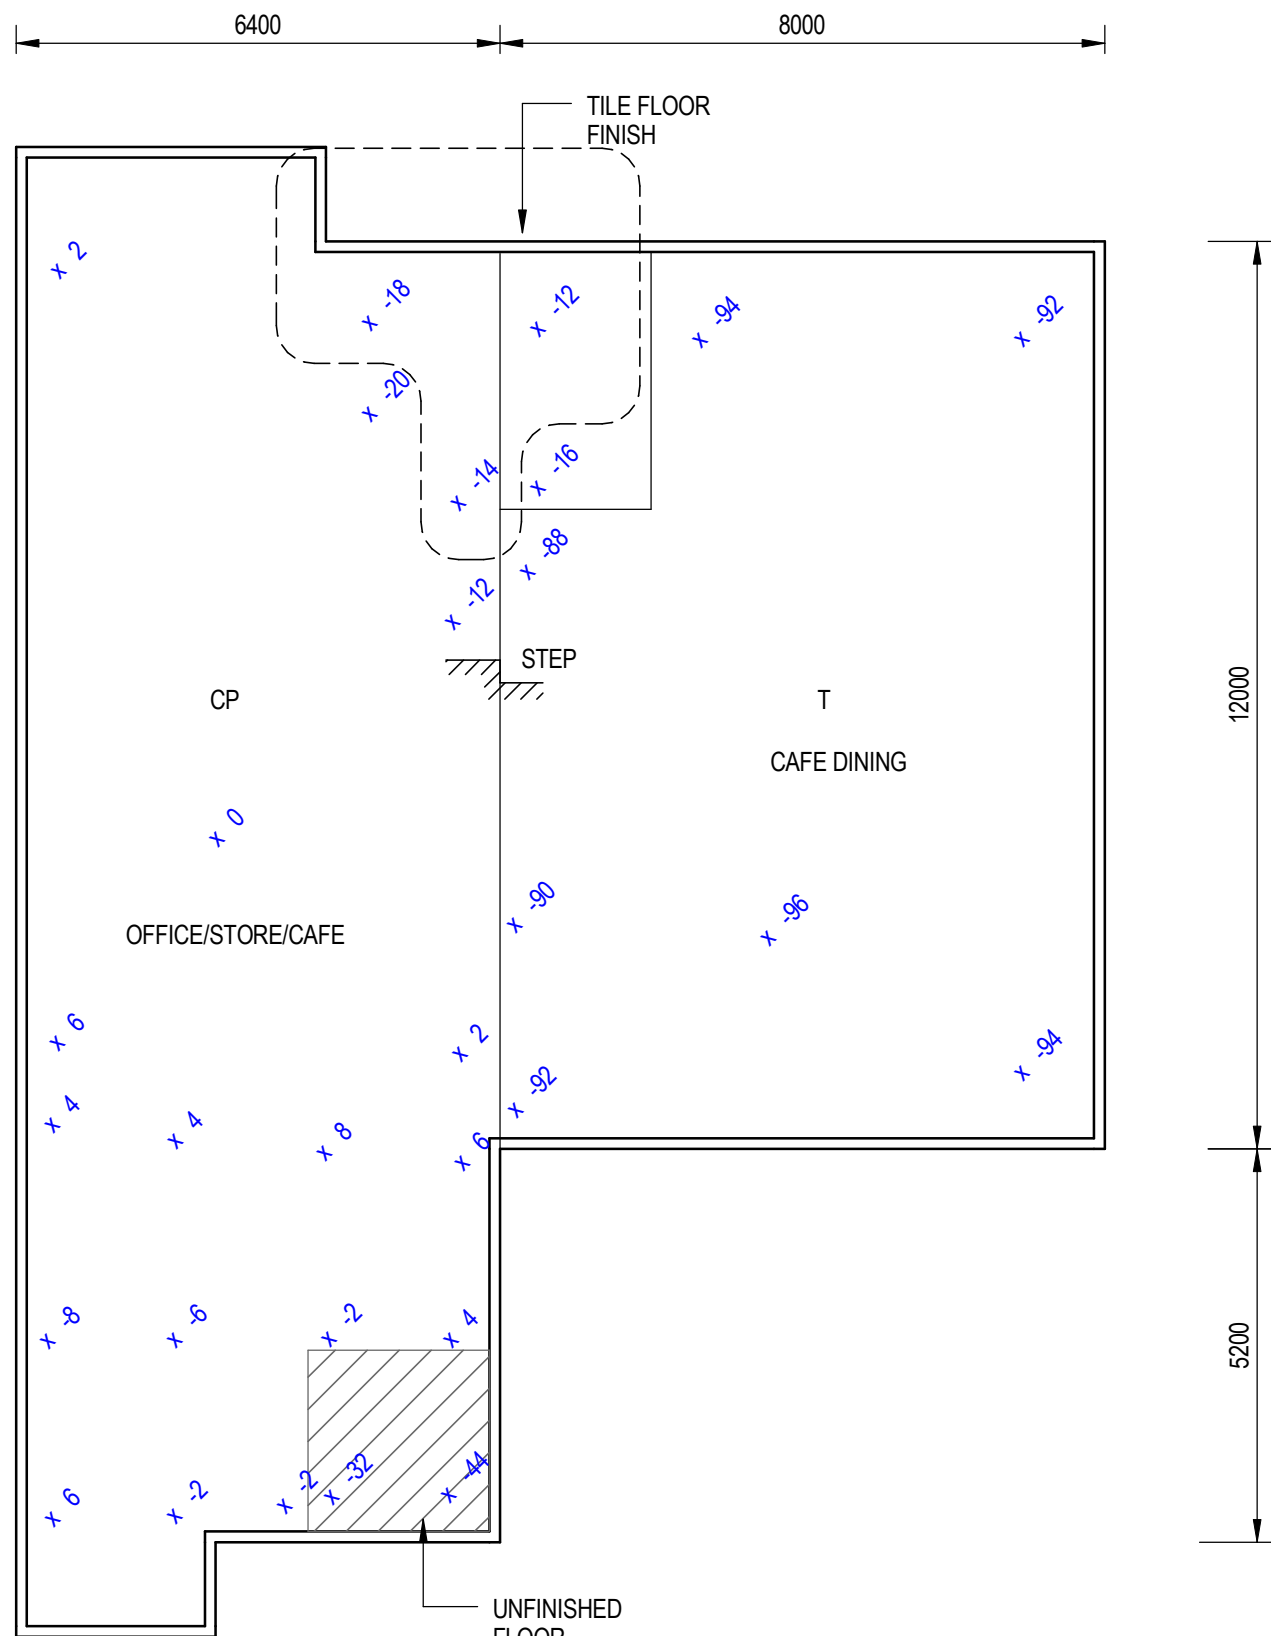 6400
8000
TILE FLOOR
FINISH
x 2
x -18
x -12
x -94
x -92
x -20
x -14
x -16
x -88
x -12
STEP
CP
T
CAFE DINING
12000
x 0
OFFICE/STORE/CAFE
x -90
x -96
x 6
x 2
x -94
x 4
x 4
x 8
x 6
x -92
x -8
x -6
x -2
x 4
5200
x 6
x -2
x -2
x -32
x -44
UNFINISHED
FLOOR